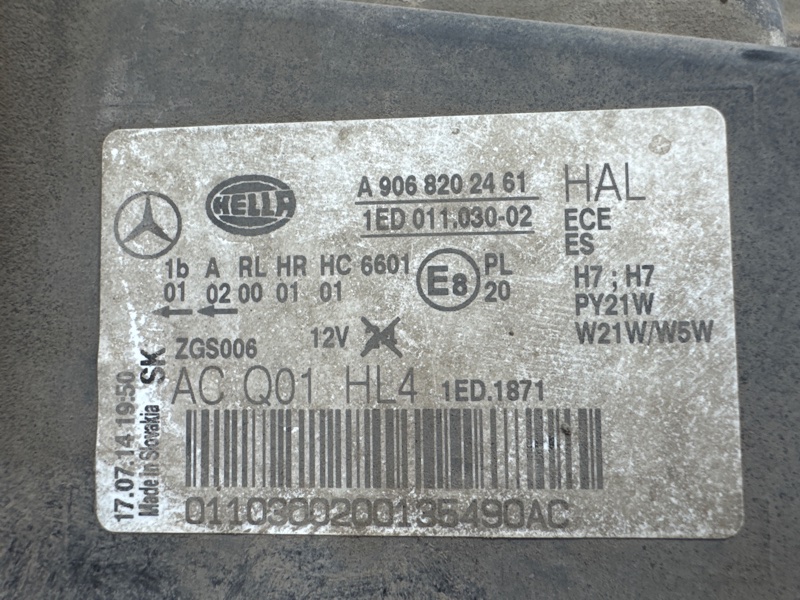 HELLA
A 906 820 24 61
HAL
1ED 011.030-02
ECE
ES
1b A RL HR HC 6601
01 02 00 01 01
E8
PL
20
H7 ; H7
PY21W
W21W/W5W
12V 24
ZGS006
SK
AC Q01 HL4 1ED.1871
17.07.14 19:50
Made in Slovakia
0110300200135490AC